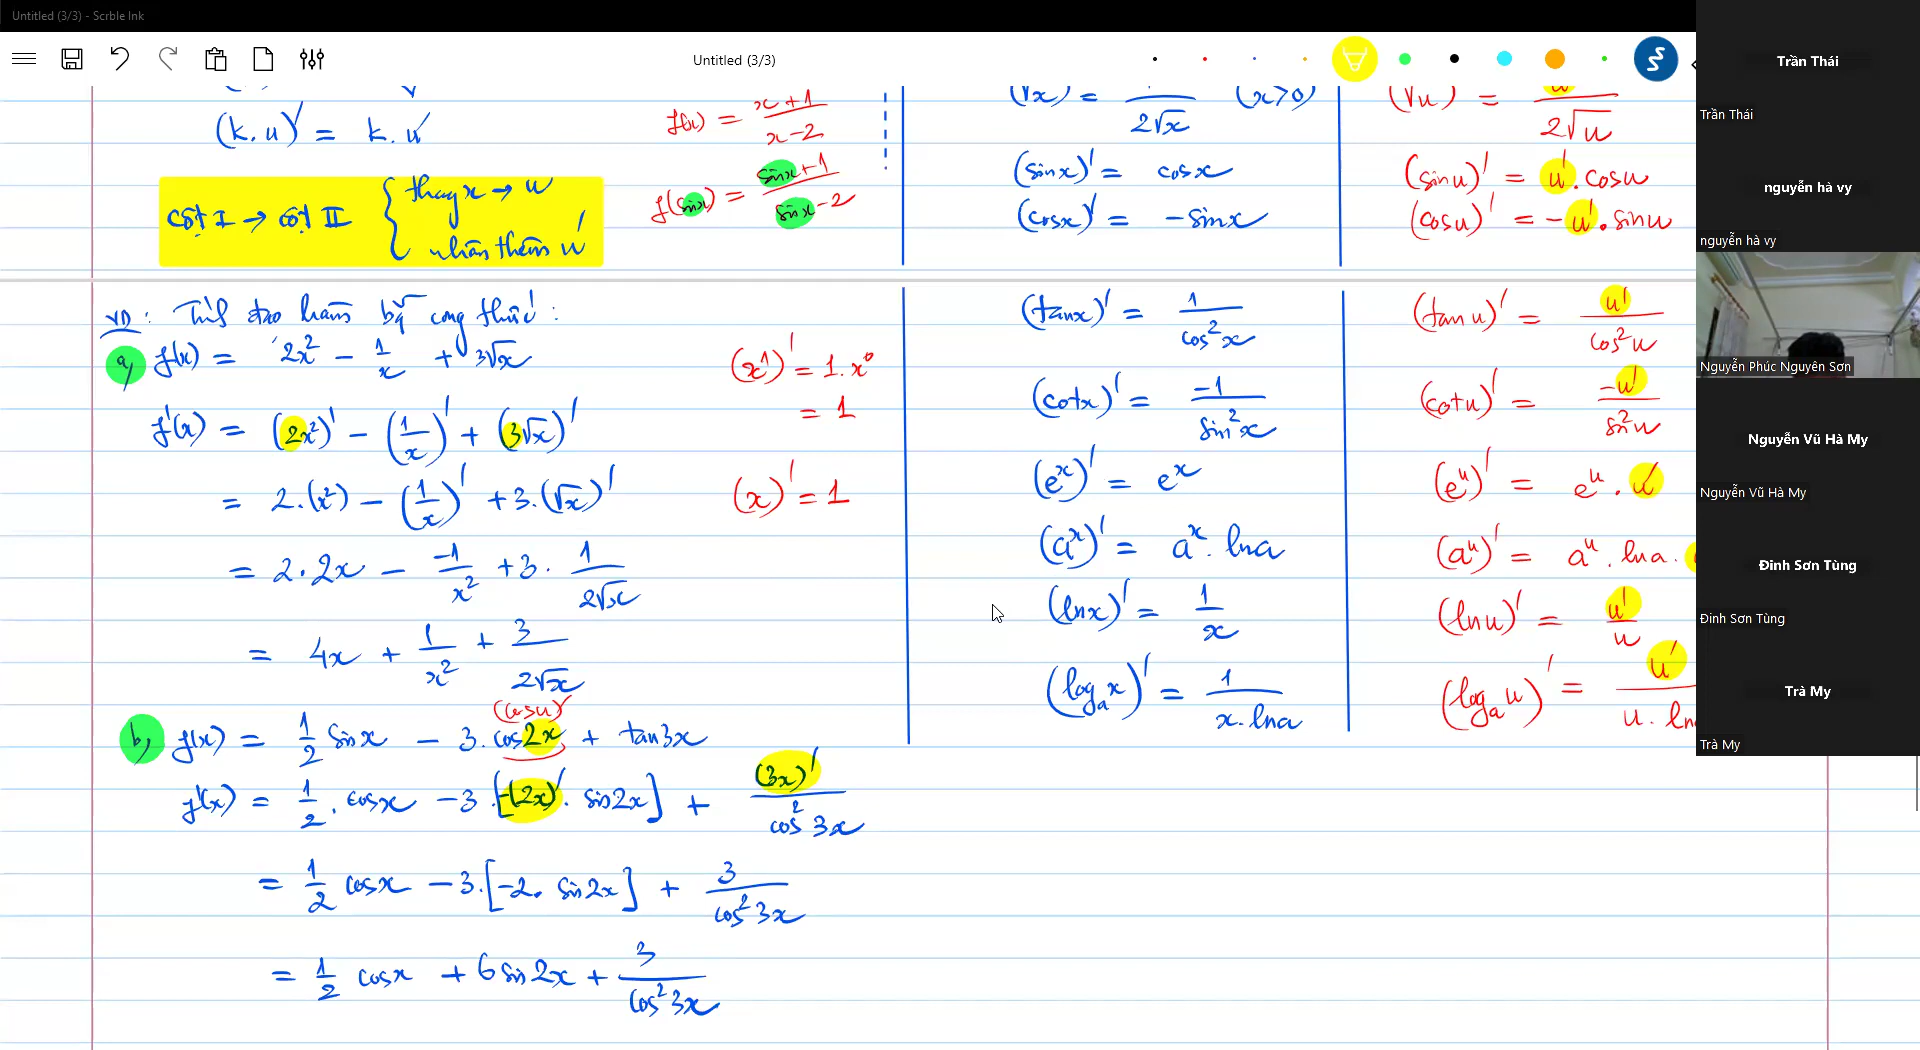 Untitled (3/3) - Scrble Ink
Untitled (3/3)
(k.u)' = k.u'
Cột I → cột II { thay x → u
nhân thêm u'
f(x) = (x+1)/(x-2)
f(sinx) = (sinx+1)/(sinx-2)
(√x)' = 1/(2√x) (x>0)
(sinx)' = cosx
(cosx)' = -sinx
(√u)' = u'/(2√u)
(sinu)' = u'.cosu
(cosu)' = -u'.sinu
VD: Tính đạo hàm bằng công thức:
a, f(x) = 2x² - 1/x + 3√x
f'(x) = (2x²)' - (1/x)' + (3√x)'
= 2.(x²) - (1/x)' + 3.(√x)'
= 2.2x - -1/x² + 3. 1/(2√x)
= 4x + 1/x² + 3/(2√x)
(x¹)' = 1.x⁰
= 1
(x)' = 1
(cosu)'
b, f(x) = 1/2 sinx - 3.cos2x + tan3x
f'(x) = 1/2.cosx - 3.[-(2x)'.sin2x] + (3x)'/cos²3x
= 1/2 cosx - 3.[-2. sin2x] + 3/cos²3x
= 1/2 cosx + 6sin2x + 3/cos²3x
(tanx)' = 1/cos²x
(cotx)' = -1/sin²x
(eˣ)' = eˣ
(aˣ)' = aˣ.lna
(lnx)' = 1/x
(logₐx)' = 1/(x.lna)
(tanu)' = u'/cos²u
(cotu)' = -u'/sin²u
(eᵘ)' = eᵘ.u'
(aᵘ)' = aᵘ.lna.
(lnu)' = u'/u
(logₐu)' = u'/(u.ln
Trần Thái
Trần Thái
nguyễn hà vy
nguyễn hà vy
Nguyễn Phúc Nguyên Sơn
Nguyễn Vũ Hà My
Nguyễn Vũ Hà My
Đinh Sơn Tùng
Đinh Sơn Tùng
Trà My
Trà My